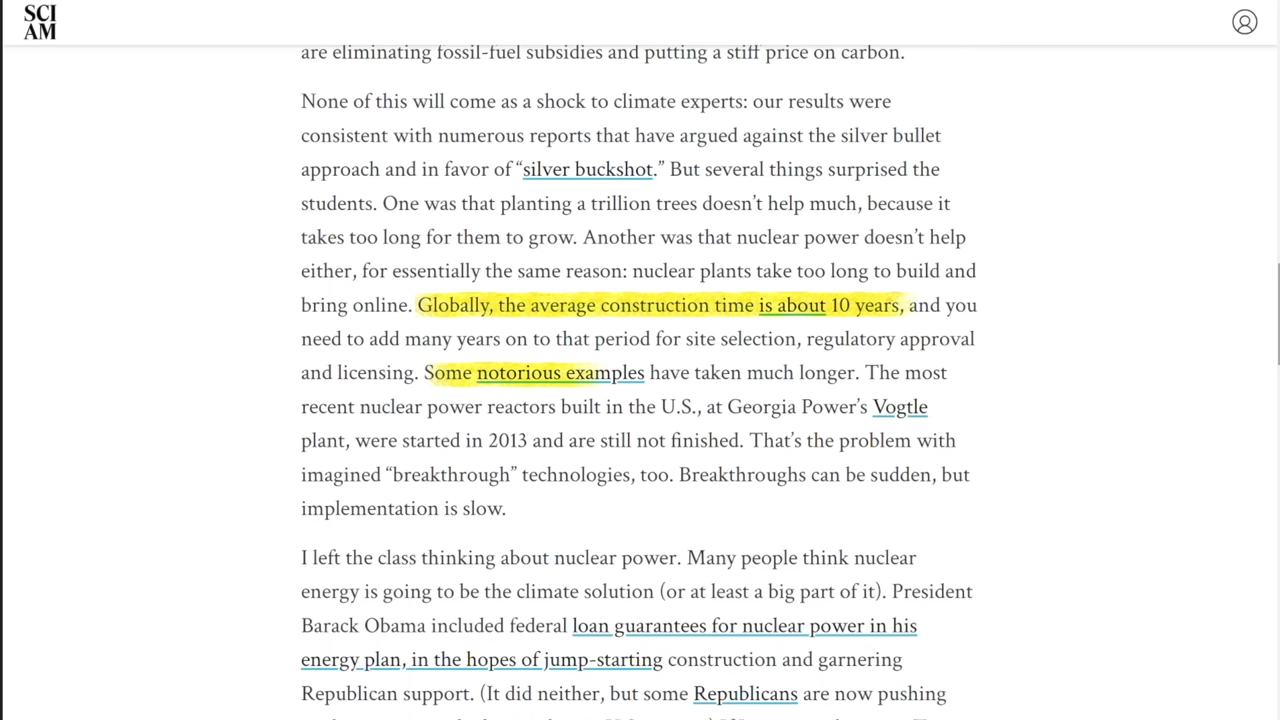 SCI
AM
are eliminating fossil-fuel subsidies and putting a stiff price on carbon.
None of this will come as a shock to climate experts: our results were
consistent with numerous reports that have argued against the silver bullet
approach and in favor of “silver buckshot.” But several things surprised the
students. One was that planting a trillion trees doesn’t help much, because it
takes too long for them to grow. Another was that nuclear power doesn’t help
either, for essentially the same reason: nuclear plants take too long to build and
bring online. Globally, the average construction time is about 10 years, and you
need to add many years on to that period for site selection, regulatory approval
and licensing. Some notorious examples have taken much longer. The most
recent nuclear power reactors built in the U.S., at Georgia Power’s Vogtle
plant, were started in 2013 and are still not finished. That’s the problem with
imagined “breakthrough” technologies, too. Breakthroughs can be sudden, but
implementation is slow.
I left the class thinking about nuclear power. Many people think nuclear
energy is going to be the climate solution (or at least a big part of it). President
Barack Obama included federal loan guarantees for nuclear power in his
energy plan, in the hopes of jump-starting construction and garnering
Republican support. (It did neither, but some Republicans are now pushing